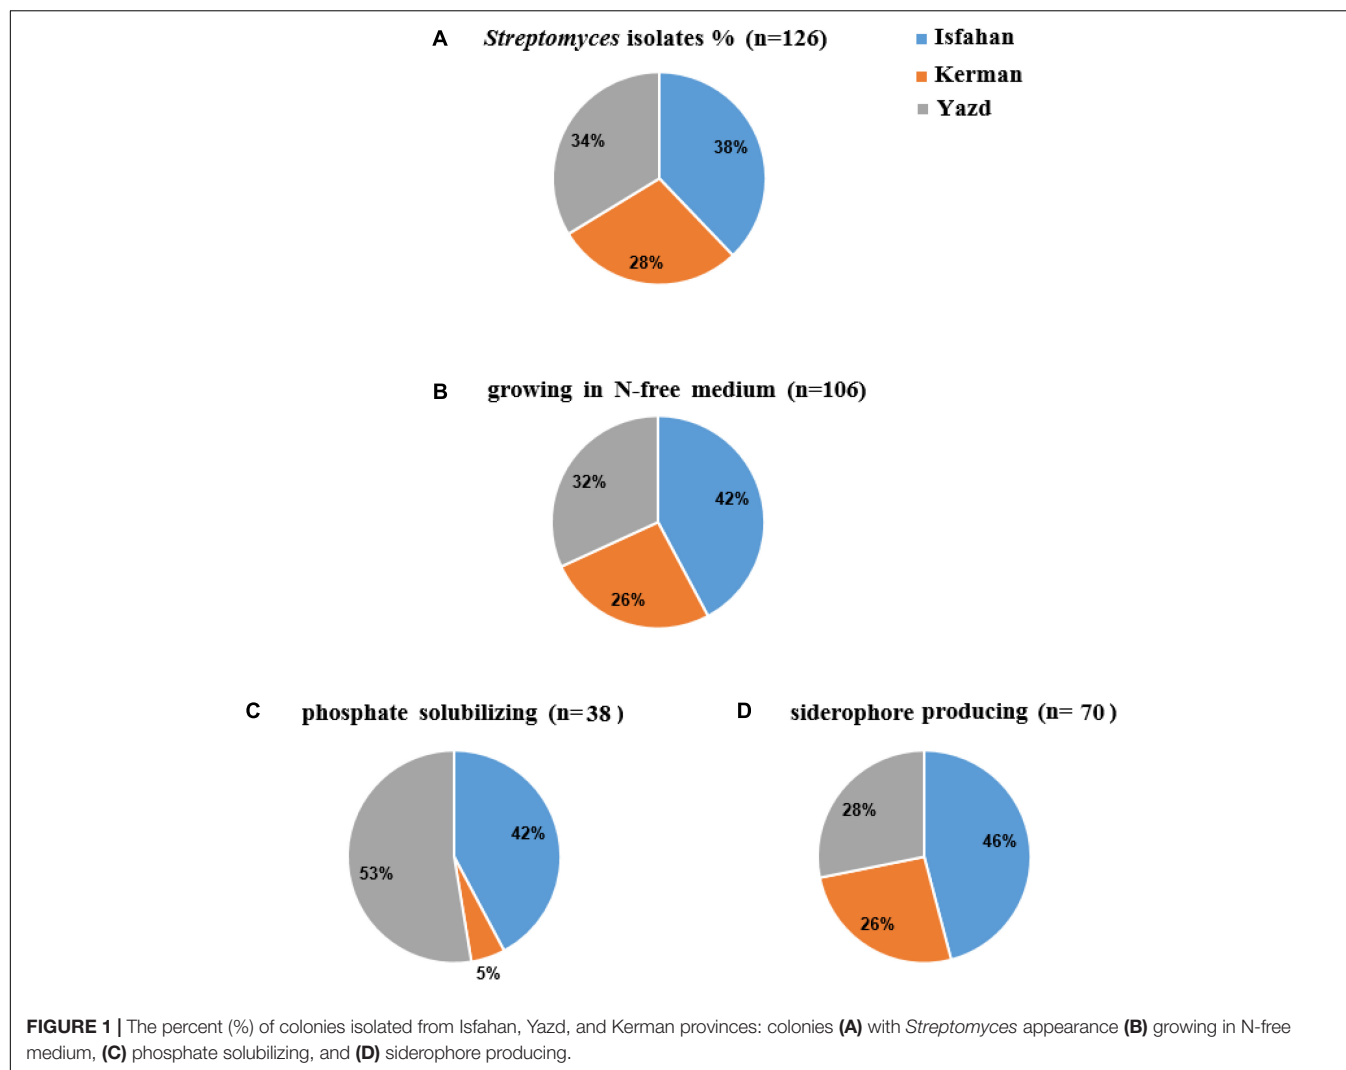 A Streptomyces isolates % (n=126)
Isfahan
Kerman
Yazd
34%
38%
28%
B growing in N-free medium (n=106)
32%
42%
26%
C phosphate solubilizing (n=38 )
42%
53%
5%
D siderophore producing (n= 70 )
28%
46%
26%
FIGURE 1 | The percent (%) of colonies isolated from Isfahan, Yazd, and Kerman provinces: colonies (A) with Streptomyces appearance (B) growing in N-free
medium, (C) phosphate solubilizing, and (D) siderophore producing.